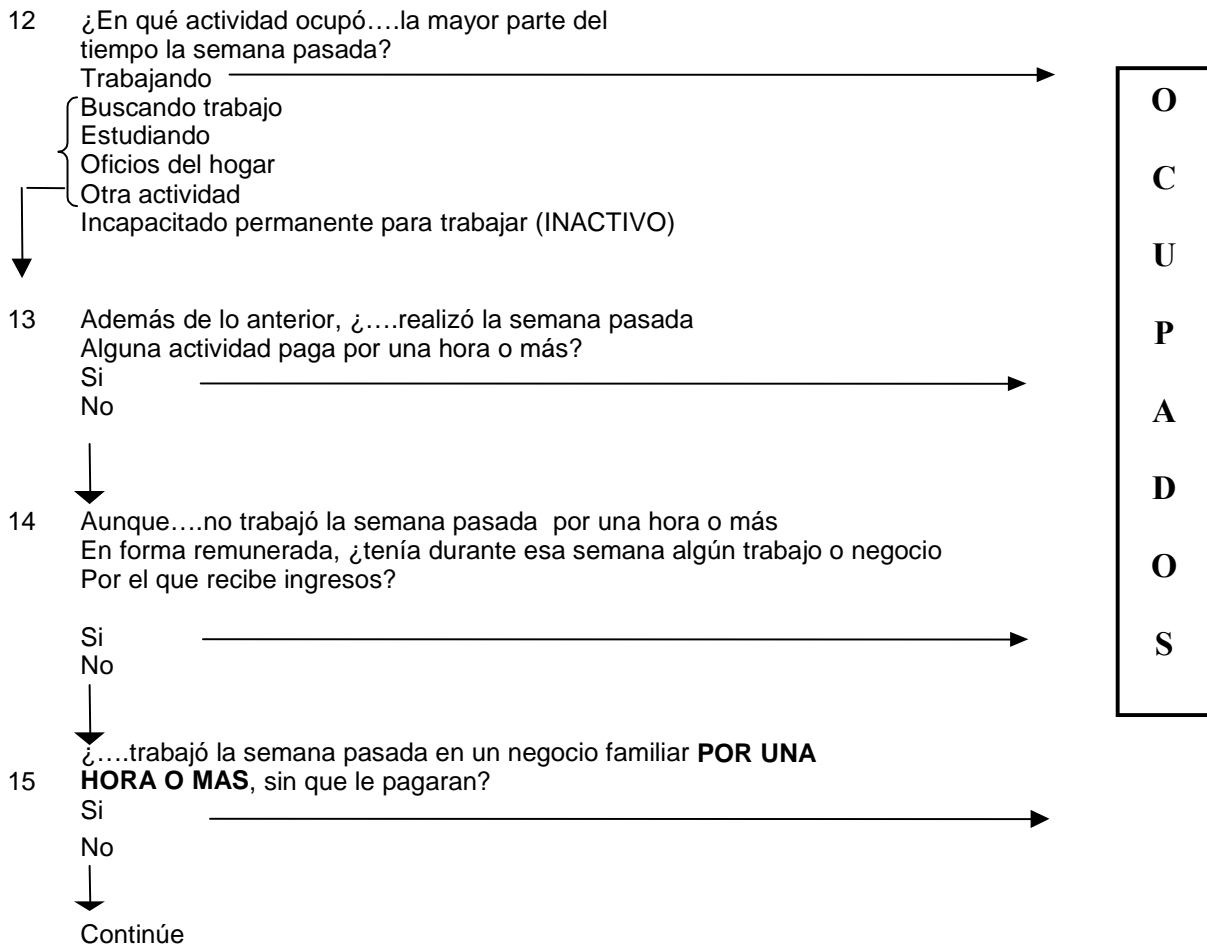 12 ¿En qué actividad ocupó….la mayor parte del
tiempo la semana pasada?
Trabajando
Buscando trabajo
Estudiando
Oficios del hogar
Otra actividad
Incapacitado permanente para trabajar (INACTIVO)
13 Además de lo anterior, ¿….realizó la semana pasada
Alguna actividad paga por una hora o más?
Si
No
14 Aunque….no trabajó la semana pasada por una hora o más
En forma remunerada, ¿tenía durante esa semana algún trabajo o negocio
Por el que recibe ingresos?
Si
No
¿….trabajó la semana pasada en un negocio familiar POR UNA
15 HORA O MAS, sin que le pagaran?
Si
No
Continúe
O
C
U
P
A
D
O
S